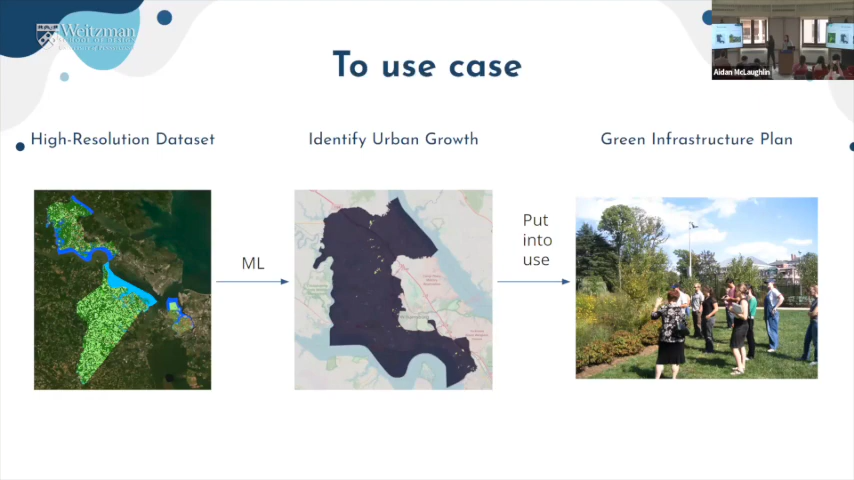 Weitzman
To use case
Aidan McLaughlin
High-Resolution Dataset
Identify Urban Growth
Green Infrastructure Plan
ML
Put
into
use